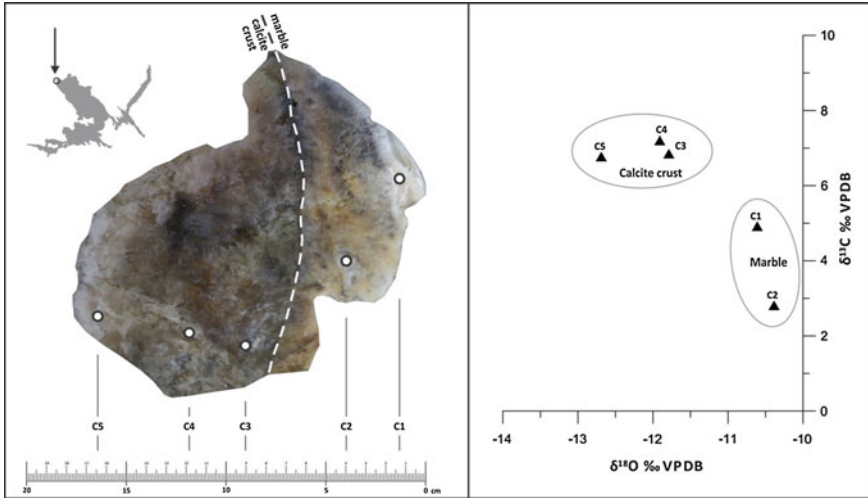 marble
calcite
crust
C5
C4
C3
C2
C1
20
15
10
5
0 cm
10
8
6
4
2
0
C4
C5
C3
Calcite crust
C1
Marble
C2
-14
-13
-12
-11
-10
δ¹³C ‰ VPDB
δ¹⁸O ‰ VPDB